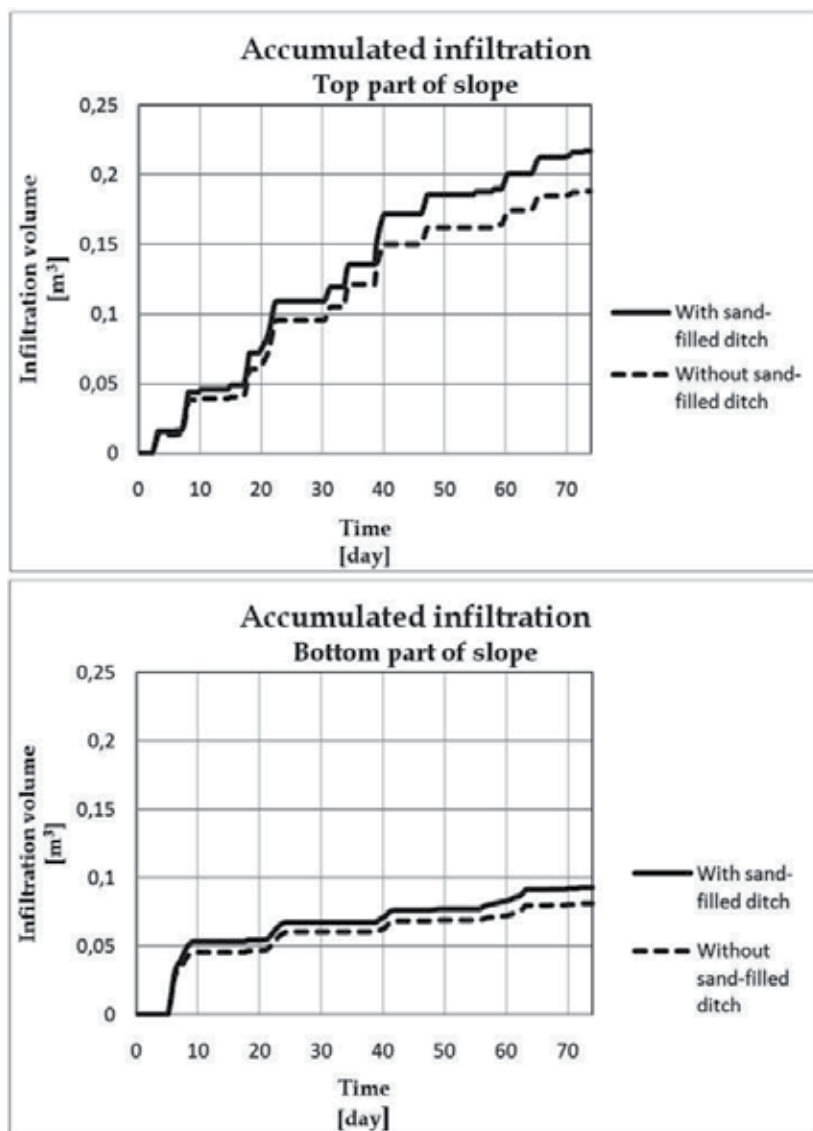 Accumulated infiltration
Top part of slope
0,25
0,2
0,15
0,1
0,05
0
Infiltration volume
[m³]
0 10 20 30 40 50 60 70
Time
[day]
With sand-
filled ditch
Without sand-
filled ditch
Accumulated infiltration
Bottom part of slope
0,25
0,2
0,15
0,1
0,05
0
Infiltration volume
[m³]
0 10 20 30 40 50 60 70
Time
[day]
With sand-
filled ditch
Without
sand-filled
ditch